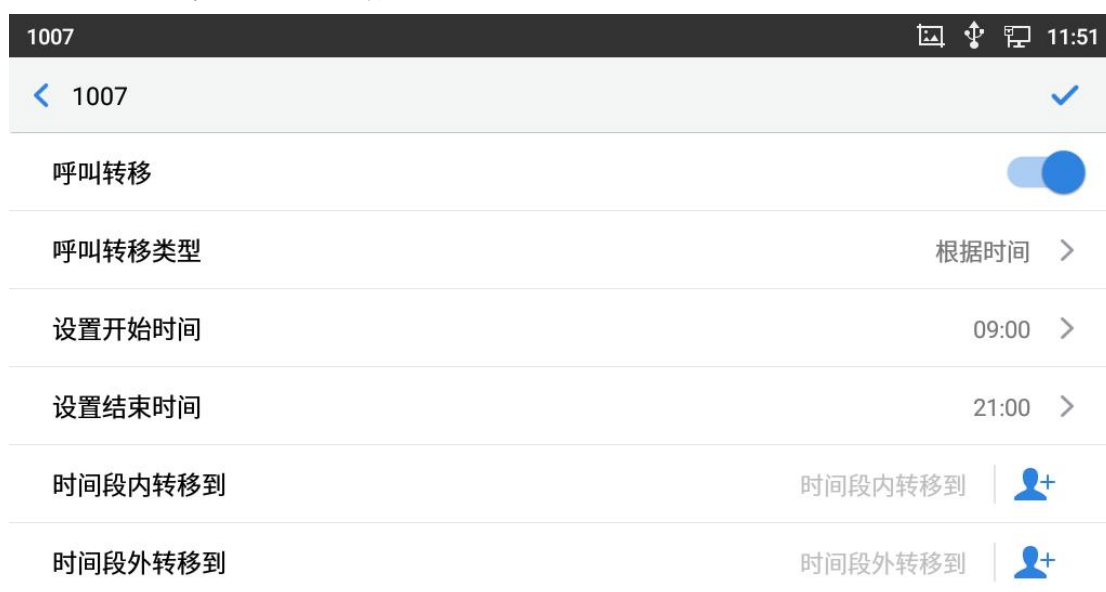 1007 11:51
1007
呼叫转移
呼叫转移类型 根据时间
设置开始时间 09:00
设置结束时间 21:00
时间段内转移到 时间段内转移到
时间段外转移到 时间段外转移到